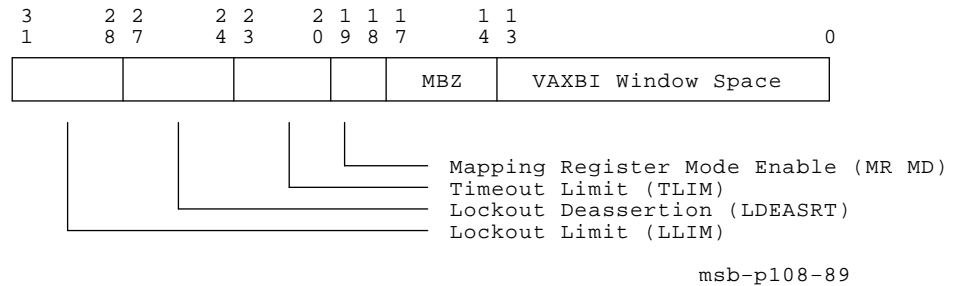 3 2 2 2 2 2 1 1 1 1 1
1 8 7 4 3 0 9 8 7 4 3 0
MBZ VAXBI Window Space
Mapping Register Mode Enable (MR MD)
Timeout Limit (TLIM)
Lockout Deassertion (LDEASRT)
Lockout Limit (LLIM)
msb-p108-89